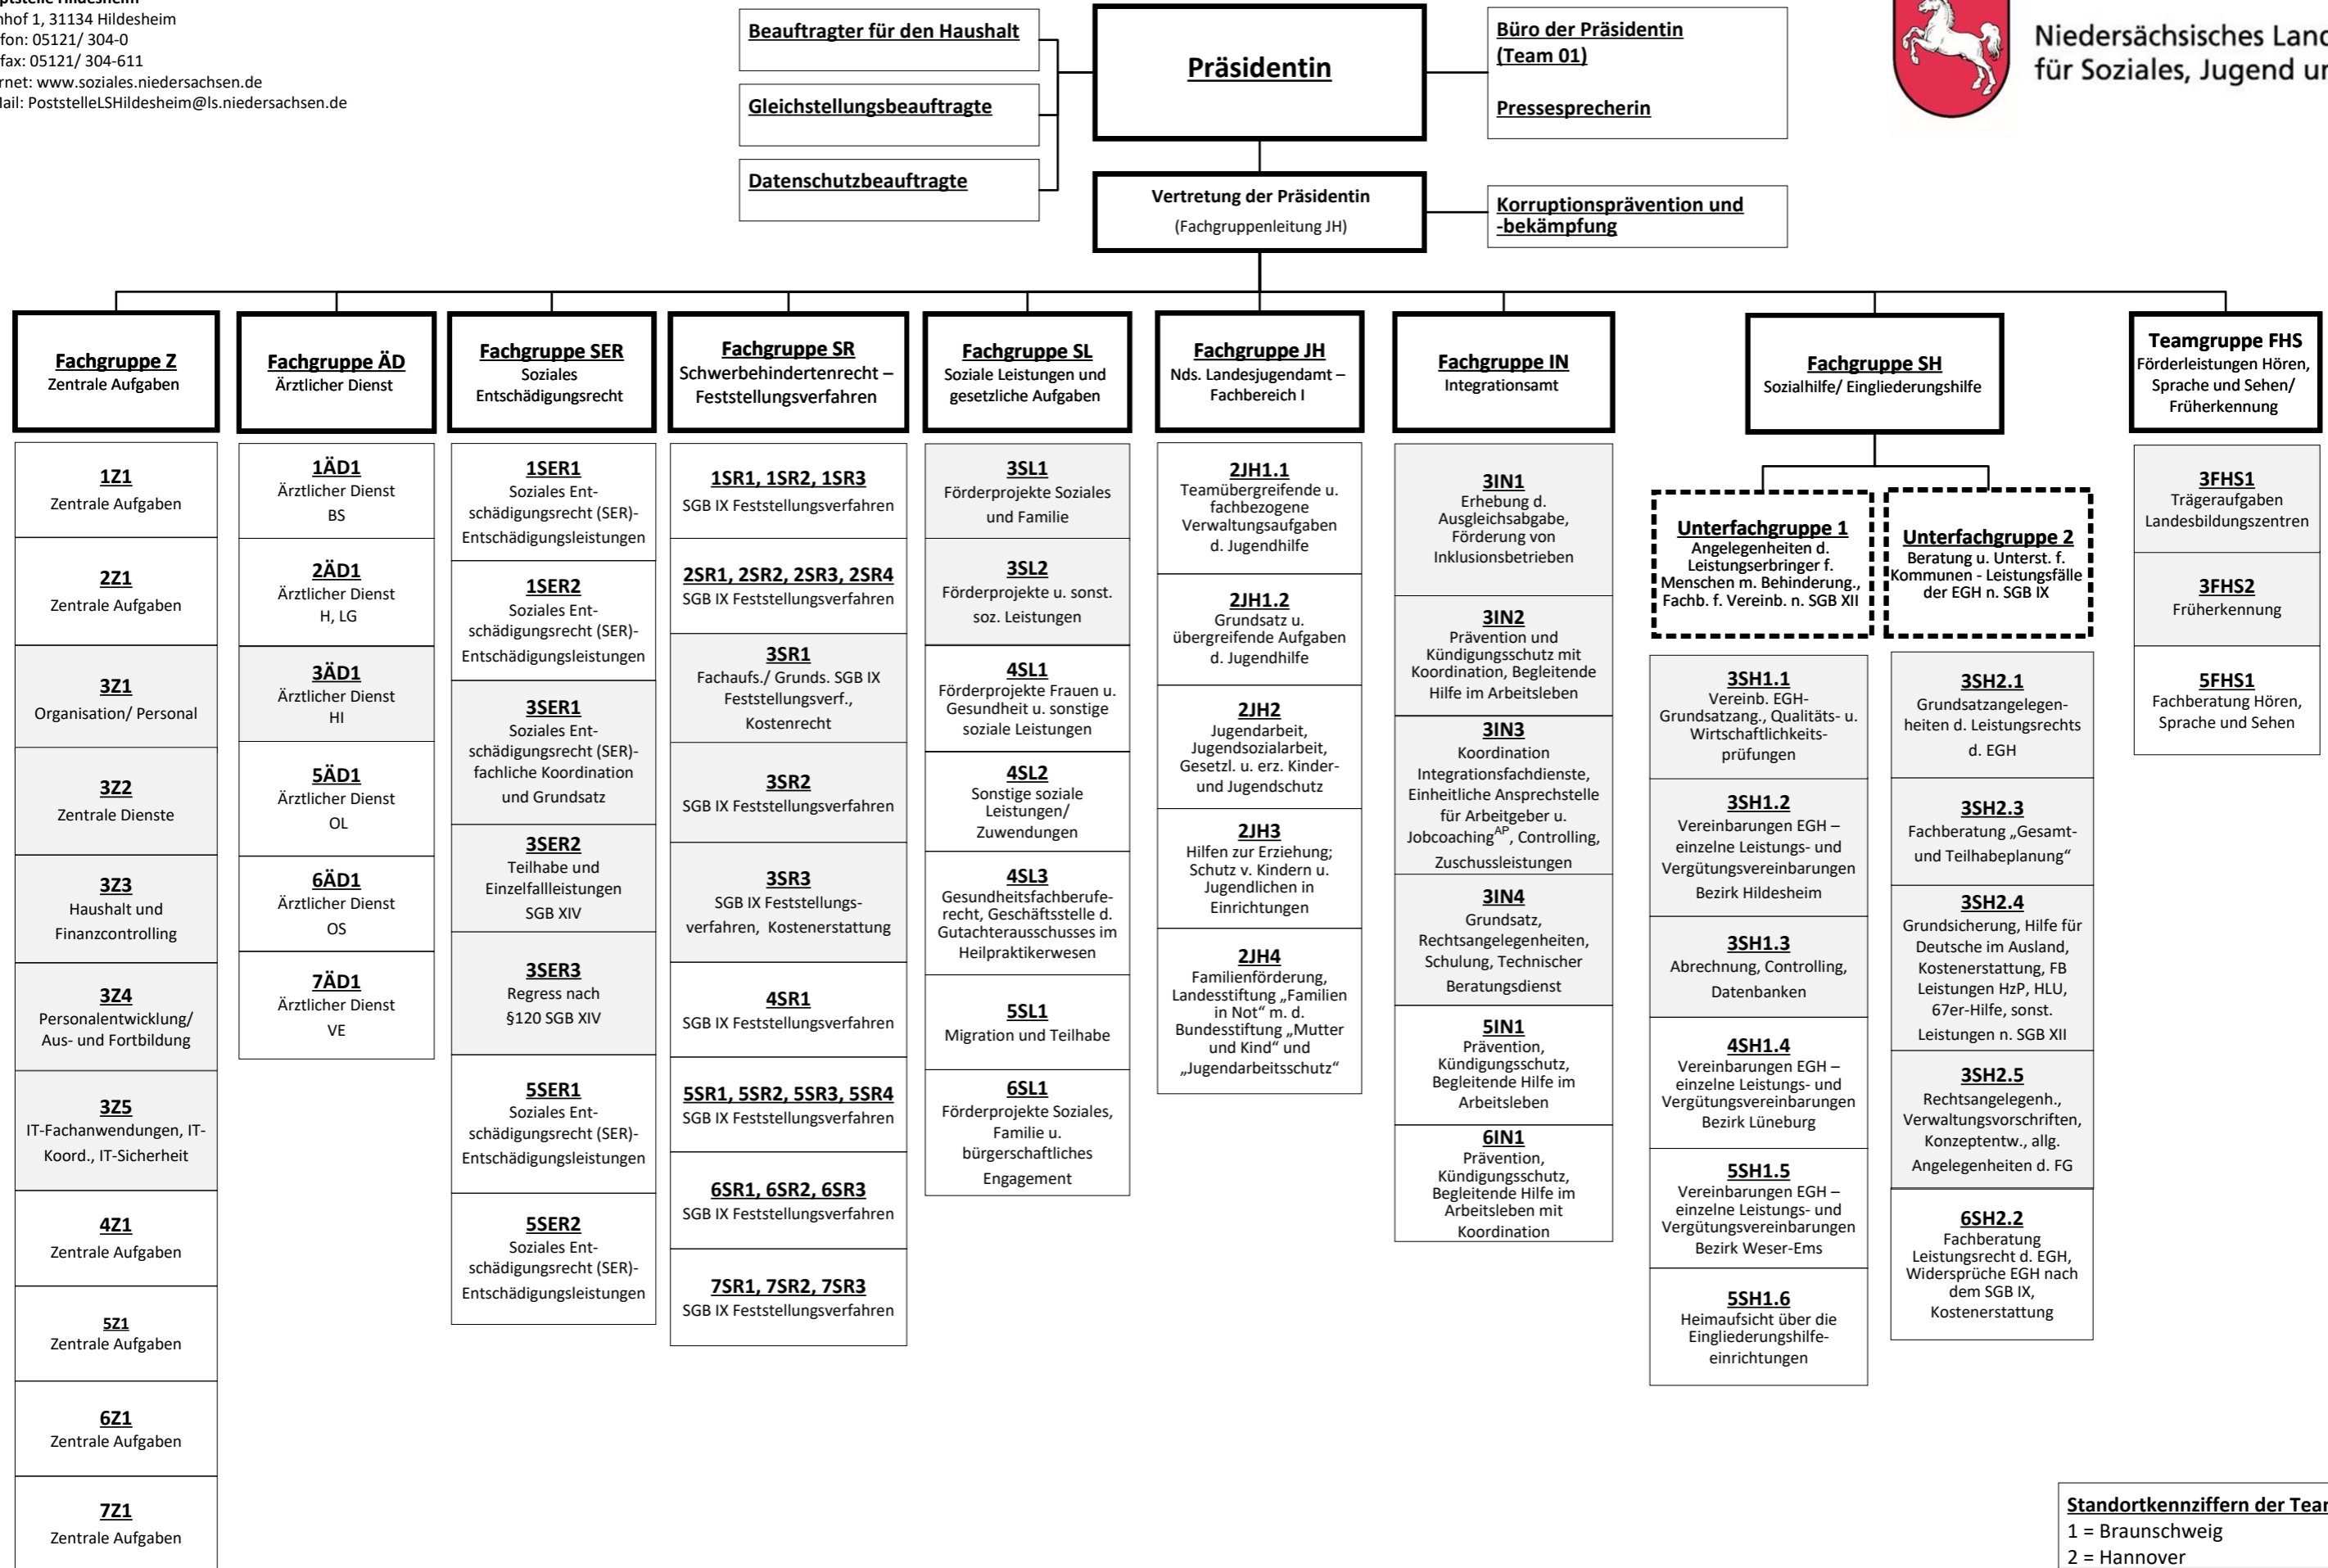 31134 Hildesheim
05121/ 304-0
05121/ 304-611
www.soziales.niedersachsen.de
PoststelleLSHildesheim@ls.niedersachsen.de
Beauftragter für den Haushalt
Gleichstellungsbeauftragte
Datenschutzbeauftragte
Präsidentin
Vertretung der Präsidentin
(Fachgruppenleitung JH)
Büro der Präsidentin
(Team 01)
Pressesprecherin
Korruptionsprävention und
-bekämpfung
Niedersächsisches
für Soziales, Jugend
Fachgruppe Z
Zentrale Aufgaben
Fachgruppe ÄD
Ärztlicher Dienst
Fachgruppe SER
Soziales
Entschädigungsrecht
Fachgruppe SR
Schwerbehindertenrecht –
Feststellungsverfahren
Fachgruppe SL
Soziale Leistungen und
gesetzliche Aufgaben
Fachgruppe JH
Nds. Landesjugendamt –
Fachbereich I
Fachgruppe IN
Integrationsamt
Fachgruppe SH
Sozialhilfe/ Eingliederungshilfe
Teamgruppe FHS
Förderleistungen Hören,
Sprache und Sehen/
Früherkennung
1Z1
Zentrale Aufgaben
2Z1
Zentrale Aufgaben
3Z1
Organisation/ Personal
3Z2
Zentrale Dienste
3Z3
Haushalt und
Finanzcontrolling
3Z4
Personalentwicklung/
Aus- und Fortbildung
3Z5
IT-Fachanwendungen, IT-
Koord., IT-Sicherheit
4Z1
Zentrale Aufgaben
5Z1
Zentrale Aufgaben
6Z1
Zentrale Aufgaben
7Z1
Zentrale Aufgaben
1ÄD1
Ärztlicher Dienst
BS
2ÄD1
Ärztlicher Dienst
H, LG
3ÄD1
Ärztlicher Dienst
HI
5ÄD1
Ärztlicher Dienst
OL
6ÄD1
Ärztlicher Dienst
OS
7ÄD1
Ärztlicher Dienst
VE
1SER1
Soziales Ent-
schädigungsrecht (SER)-
Entschädigungsleistungen
1SER2
Soziales Ent-
schädigungsrecht (SER)-
Entschädigungsleistungen
3SER1
Soziales Ent-
schädigungsrecht (SER)-
fachliche Koordination
und Grundsatz
3SER2
Teilhabe und
Einzelfallleistungen
SGB XIV
3SER3
Regress nach
§120 SGB XIV
5SER1
Soziales Ent-
schädigungsrecht (SER)-
Entschädigungsleistungen
5SER2
Soziales Ent-
schädigungsrecht (SER)-
Entschädigungsleistungen
1SR1, 1SR2, 1SR3
SGB IX Feststellungsverfahren
2SR1, 2SR2, 2SR3, 2SR4
SGB IX Feststellungsverfahren
3SR1
Fachaufs./ Grunds. SGB IX
Feststellungsverf.,
Kostenrecht
3SR2
SGB IX Feststellungsverfahren
3SR3
SGB IX Feststellungs-
verfahren, Kostenerstattung
4SR1
SGB IX Feststellungsverfahren
5SR1, 5SR2, 5SR3, 5SR4
SGB IX Feststellungsverfahren
6SR1, 6SR2, 6SR3
SGB IX Feststellungsverfahren
7SR1, 7SR2, 7SR3
SGB IX Feststellungsverfahren
3SL1
Förderprojekte Soziales
und Familie
3SL2
Förderprojekte u. sonst.
soz. Leistungen
4SL1
Förderprojekte Frauen u.
Gesundheit u. sonstige
soziale Leistungen
4SL2
Sonstige soziale
Leistungen/
Zuwendungen
4SL3
Gesundheitsfachberufe-
recht, Geschäftsstelle d.
Gutachterausschusses im
Heilpraktikerwesen
5SL1
Migration und Teilhabe
6SL1
Förderprojekte Soziales,
Familie u.
bürgerschaftliches
Engagement
2JH1.1
Teamübergreifende u.
fachbezogene
Verwaltungsaufgaben
d. Jugendhilfe
2JH1.2
Grundsatz u.
übergreifende Aufgaben
d. Jugendhilfe
2JH2
Jugendarbeit,
Jugendsozialarbeit,
Gesetzl. u. erz. Kinder-
und Jugendschutz
2JH3
Hilfen zur Erziehung;
Schutz v. Kindern u.
Jugendlichen in
Einrichtungen
2JH4
Familienförderung,
Landesstiftung „Familien
in Not“ m. d.
Bundesstiftung „Mutter
und Kind“ und
„Jugendarbeitsschutz“
3IN1
Erhebung d.
Ausgleichsabgabe,
Förderung von
Inklusionsbetrieben
3IN2
Prävention und
Kündigungsschutz mit
Koordination, Begleitende
Hilfe im Arbeitsleben
3IN3
Koordination
Integrationsfachdienste,
Einheitliche Ansprechstelle
für Arbeitgeber u.
Jobcoaching^AP, Controlling,
Zuschussleistungen
3IN4
Grundsatz,
Rechtsangelegenheiten,
Schulung, Technischer
Beratungsdienst
5IN1
Prävention,
Kündigungsschutz,
Begleitende Hilfe im
Arbeitsleben
6IN1
Prävention,
Kündigungsschutz,
Begleitende Hilfe im
Arbeitsleben mit
Koordination
Unterfachgruppe 1
Angelegenheiten d.
Leistungserbringer f.
Menschen m. Behinderung.,
Fachb. f. Vereinb. n. SGB XII
3SH1.1
Vereinb. EGH-
Grundsatzang., Qualitäts- u.
Wirtschaftlichkeits-
prüfungen
3SH1.2
Vereinbarungen EGH –
einzelne Leistungs- und
Vergütungsvereinbarungen
Bezirk Hildesheim
3SH1.3
Abrechnung, Controlling,
Datenbanken
4SH1.4
Vereinbarungen EGH –
einzelne Leistungs- und
Vergütungsvereinbarungen
Bezirk Lüneburg
5SH1.5
Vereinbarungen EGH –
einzelne Leistungs- und
Vergütungsvereinbarungen
Bezirk Weser-Ems
5SH1.6
Heimaufsicht über die
Eingliederungshilfe-
einrichtungen
Unterfachgruppe 2
Beratung u. Unterst. f.
Kommunen - Leistungsfälle
der EGH n. SGB IX
3SH2.1
Grundsatzangelegen-
heiten d. Leistungsrechts
d. EGH
3SH2.3
Fachberatung „Gesamt-
und Teilhabeplanung“
3SH2.4
Grundsicherung, Hilfe für
Deutsche im Ausland,
Kostenerstattung, FB
Leistungen HzP, HLU,
67er-Hilfe, sonst.
Leistungen n. SGB XII
3SH2.5
Rechtsangelegenh.,
Verwaltungsvorschriften,
Konzeptentw., allg.
Angelegenheiten d. FG
6SH2.2
Fachberatung
Leistungsrecht d. EGH,
Widersprüche EGH nach
dem SGB IX,
Kostenerstattung
3FHS1
Trägeraufgaben
Landesbildungszentren
3FHS2
Früherkennung
5FHS1
Fachberatung Hören,
Sprache und Sehen
Standortkennziffern der
1 = Braunschweig
2 = Hannover